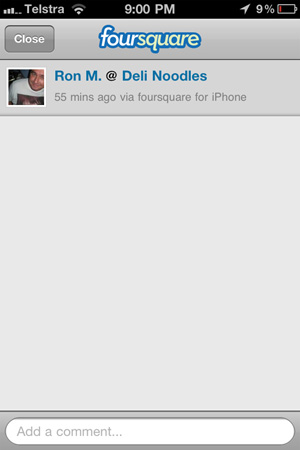 Telstra 9:00 PM 9%
Close foursquare
Ron M. @ Deli Noodles
55 mins ago via foursquare for iPhone
Add a comment...